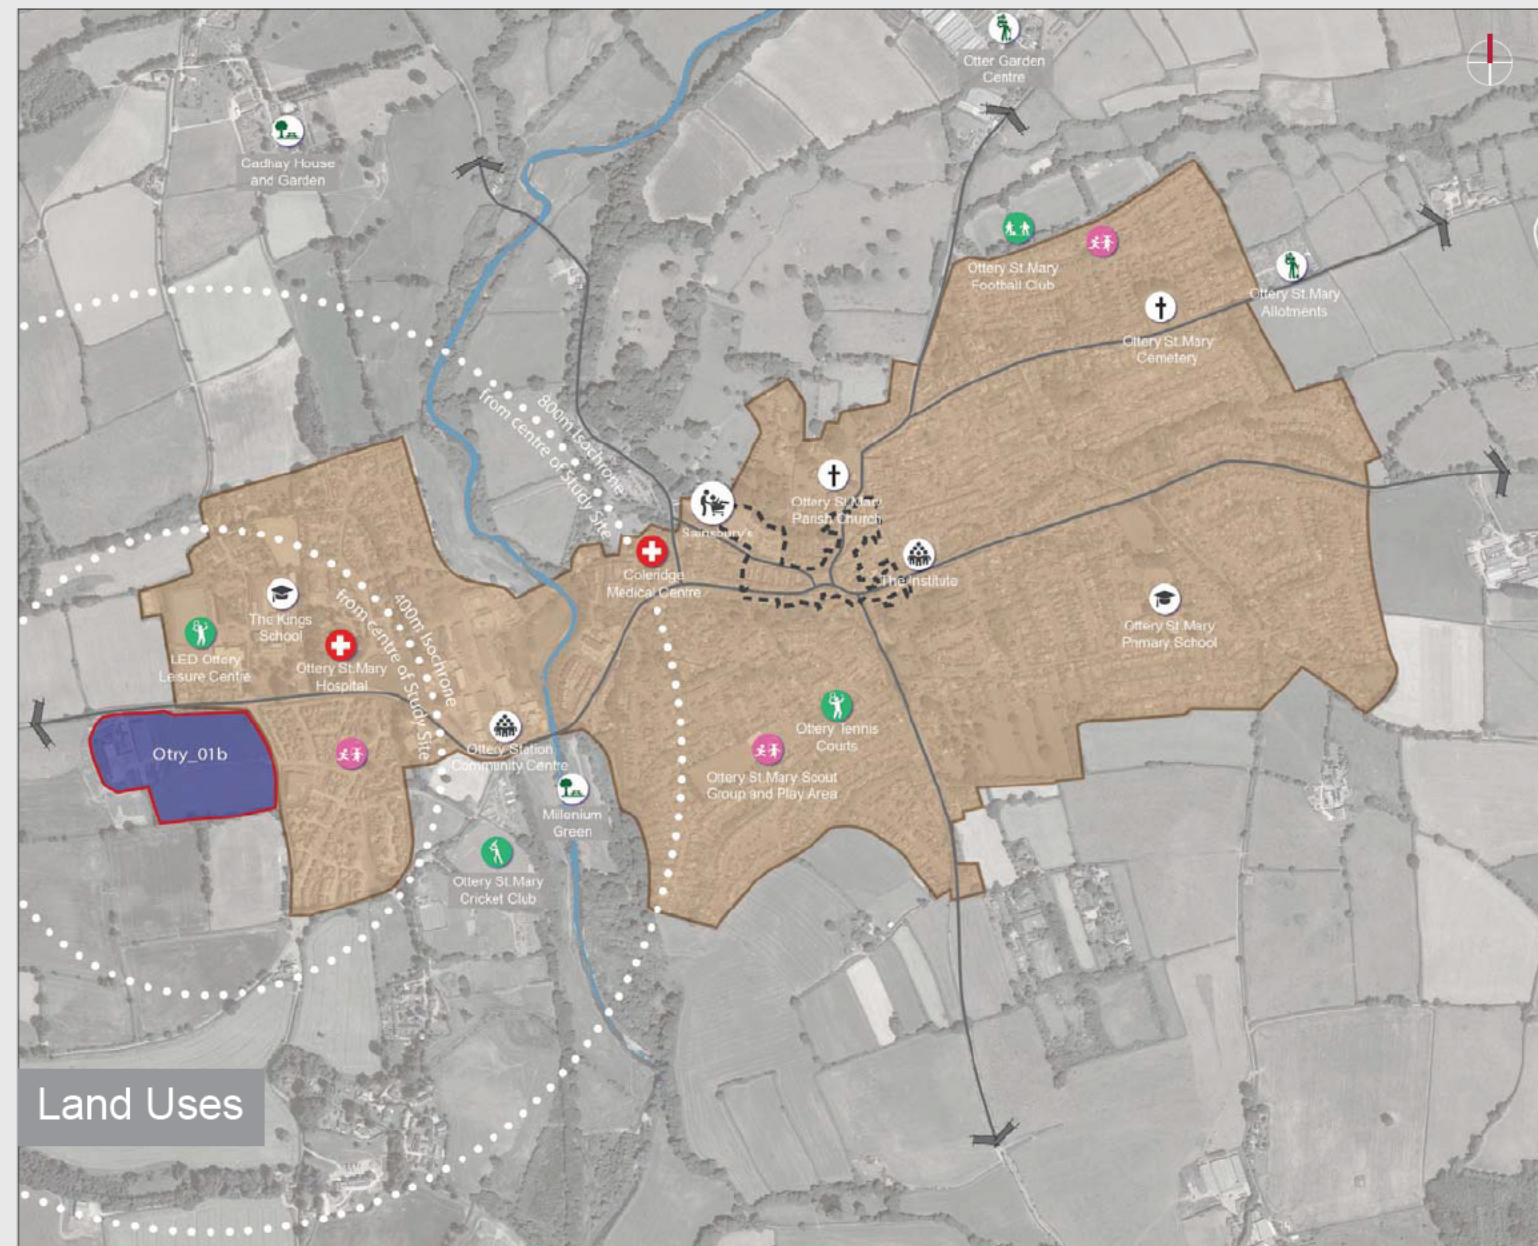 Otter Garden
Centre
Cadhay House
and Garden
Ottery St.Mary
Football Club
Ottery St.Mary
Allotments
Ottery St.Mary
Cemetery
800m Isochrone
from centre of Study Site
Ottery St.Mary
Parish Church
Sainsbury's
Coleridge
Medical Centre
The Institute
400m Isochrone
from centre of Study Site
The Kings
School
Ottery St.Mary
Primary School
LED Ottery
Leisure Centre
Ottery St.Mary
Hospital
Otry_01b
Ottery Station
Community Centre
Ottery Tennis
Courts
Ottery St.Mary Scout
Group and Play Area
Millenium
Green
Ottery St.Mary
Cricket Club
Land Uses